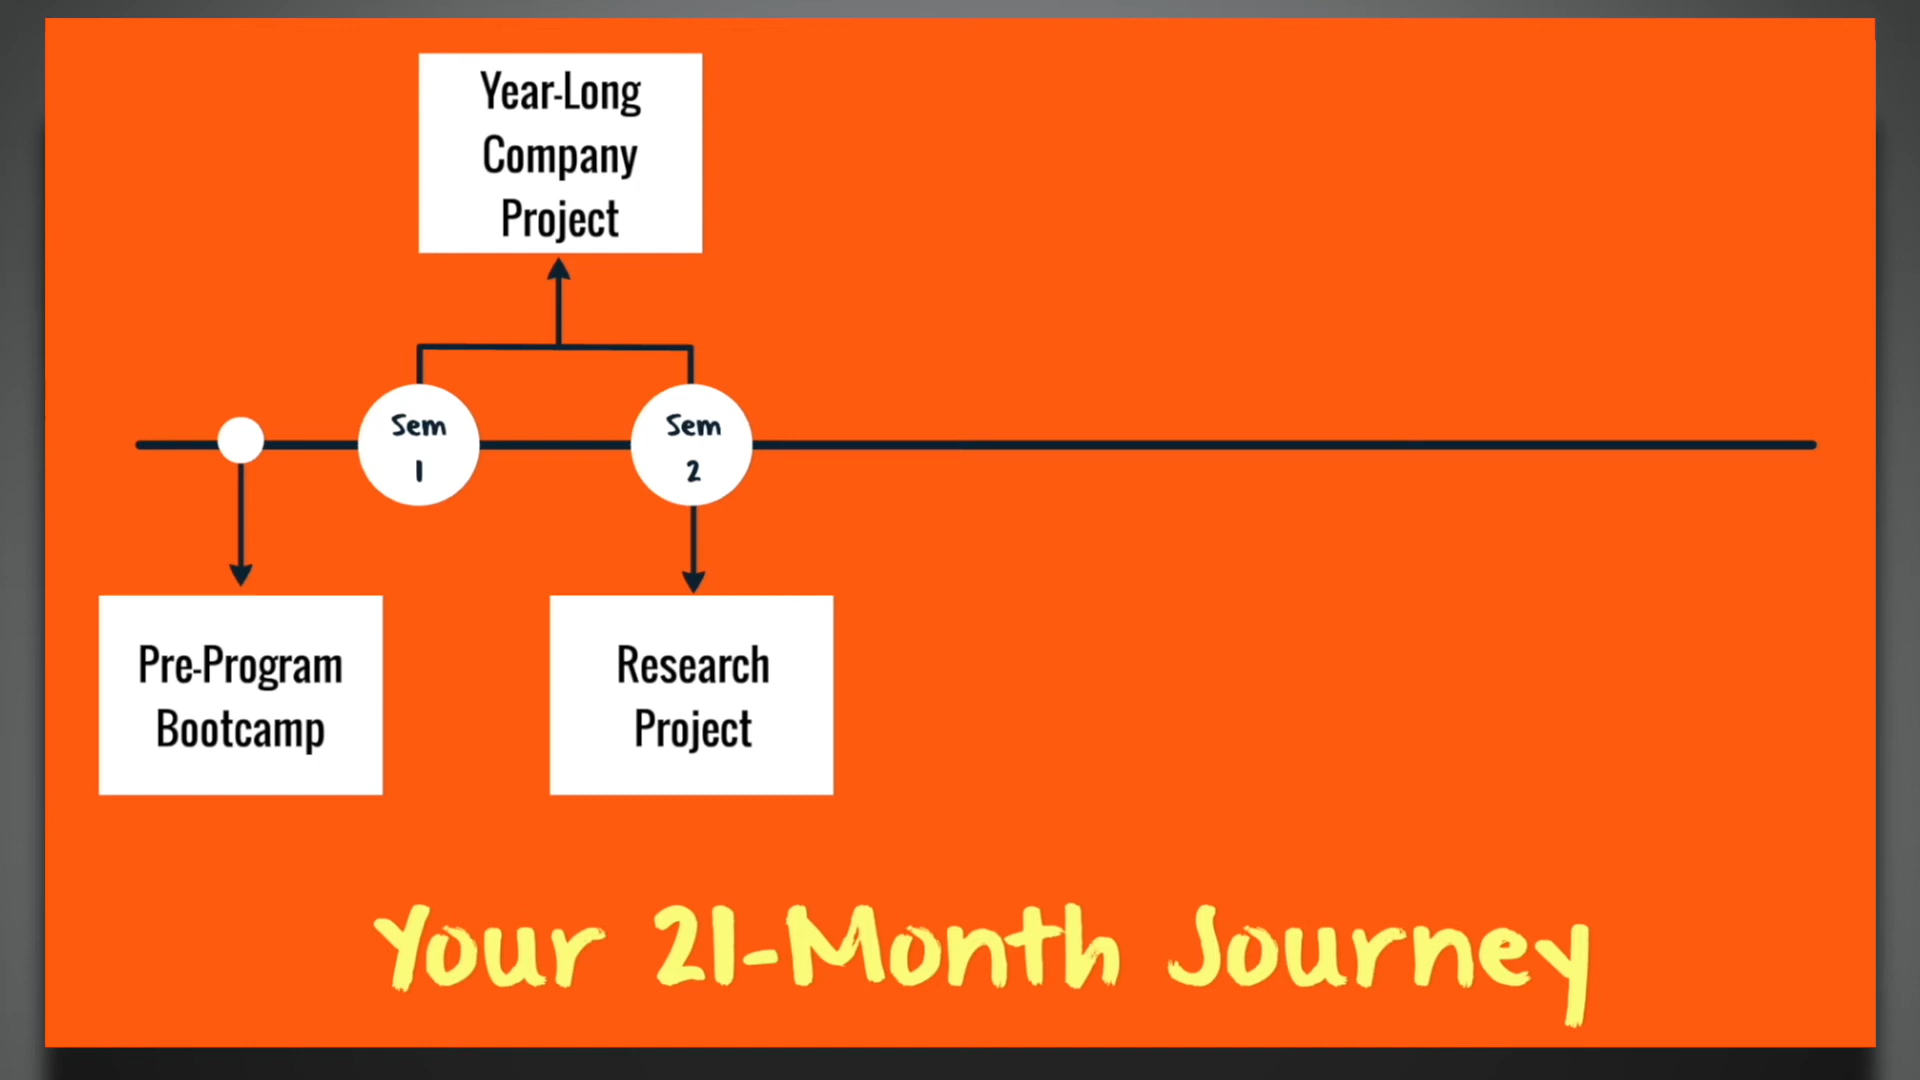 Year-Long
Company
Project
Sem
1
Sem
2
Pre-Program
Bootcamp
Research
Project
Your 21-Month Journey